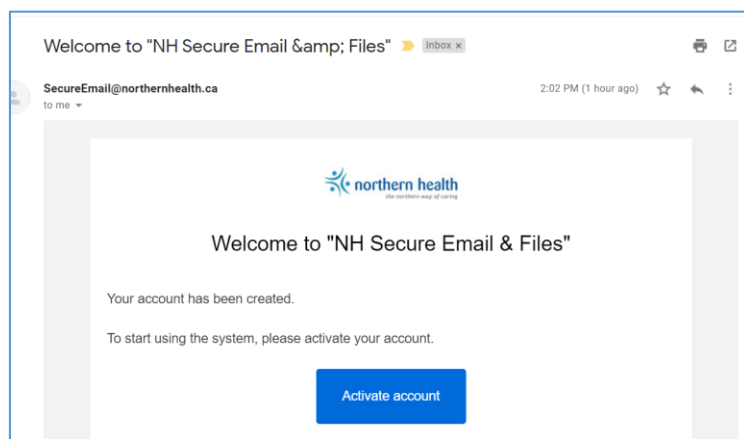 Welcome to "NH Secure Email &amp; Files" Inbox x
SecureEmail@northernhealth.ca 2:02 PM (1 hour ago)
to me
northern health
the northern way of caring
Welcome to "NH Secure Email & Files"
Your account has been created.
To start using the system, please activate your account.
Activate account